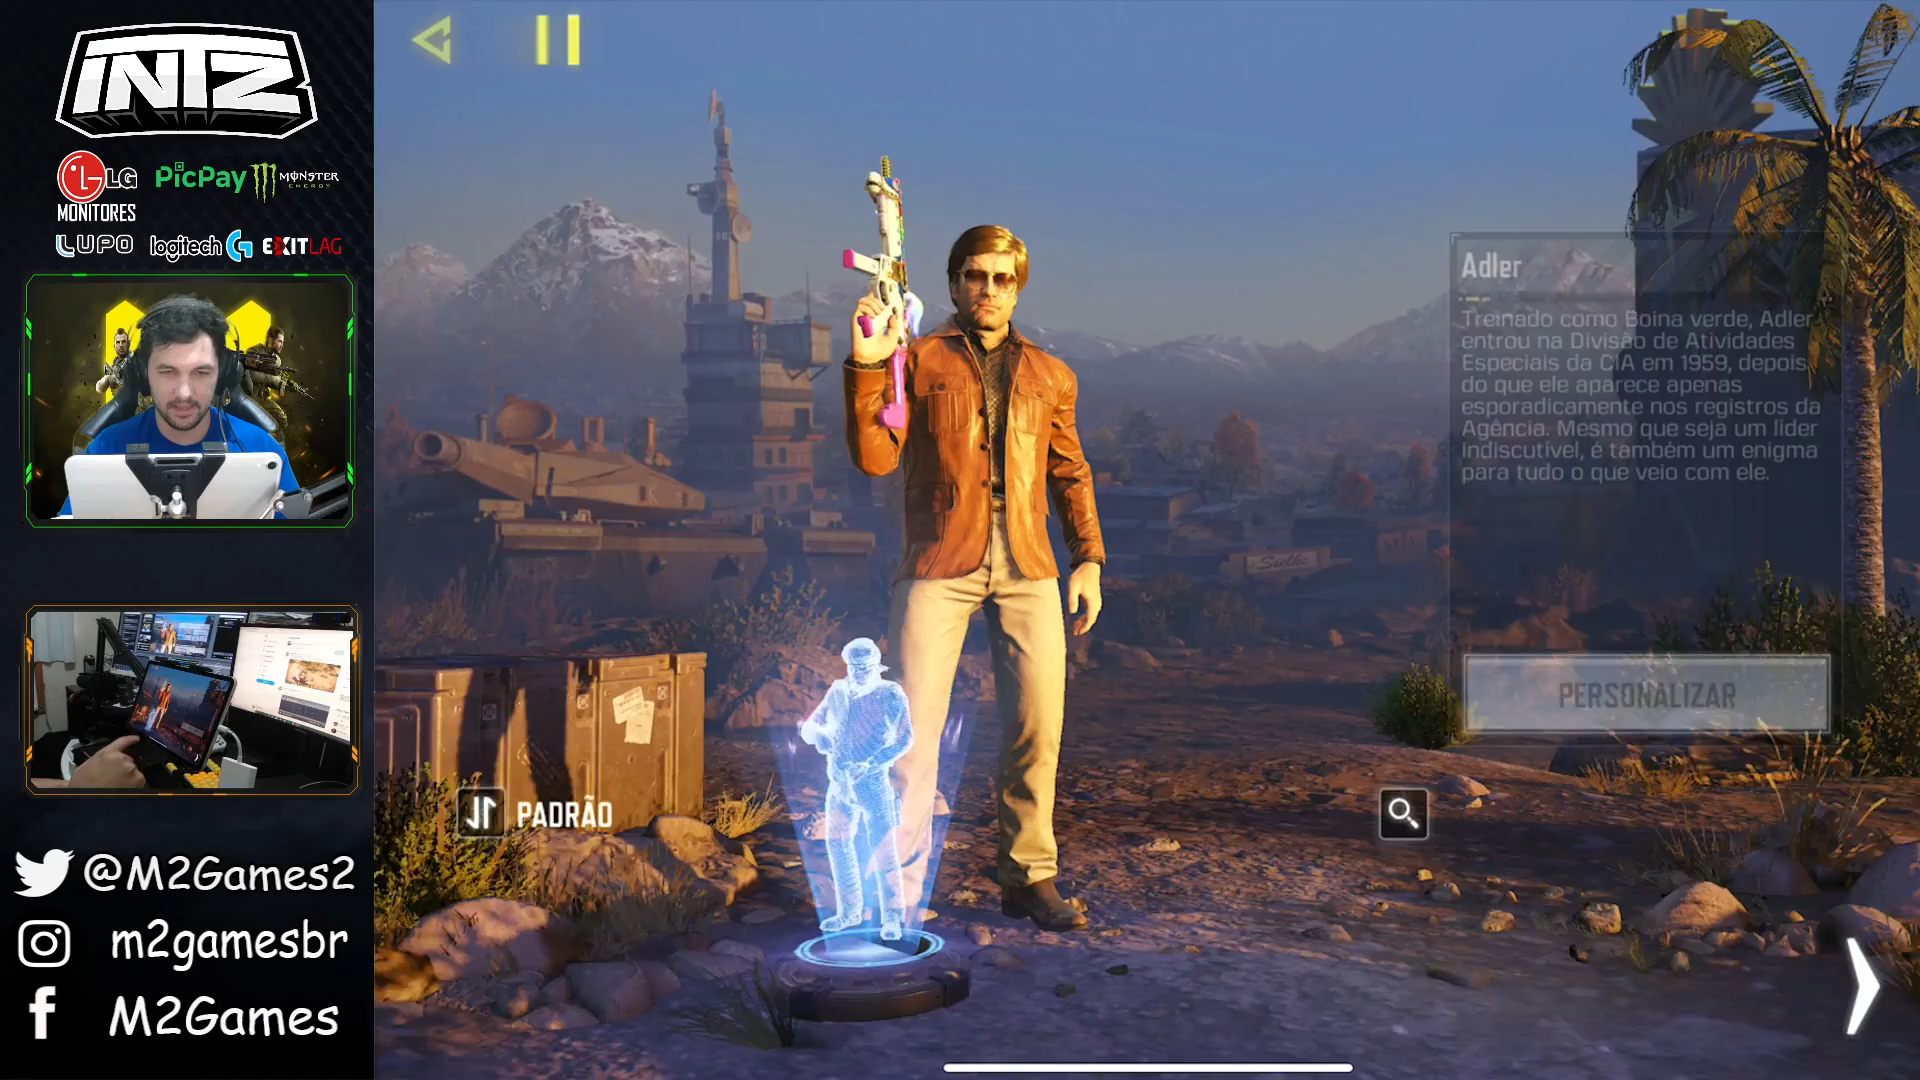 INTZ
LG
PicPay
MONSTER
ENERGY
MONITORES
LUPO
logitech G
EXITLAG
@M2Games2
m2gamesbr
M2Games
Adler
Treinado como Boina verde, Adler
entrou na Divisão de Atividades
Especiais da CIA em 1959, depois
do que ele aparece apenas
esporadicamente nos registros da
Agência. Mesmo que seja um líder
indiscutível, é também um enigma
para tudo o que veio com ele.
PERSONALIZAR
PADRÃO